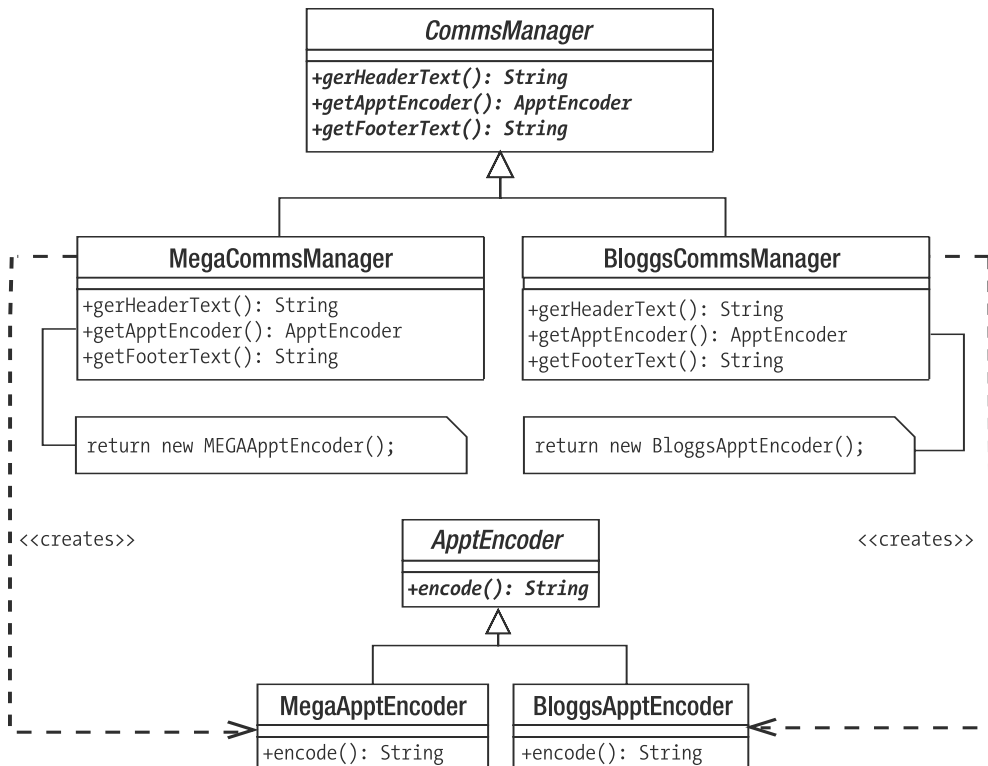 CommsManager
+gerHeaderText(): String
+getApptEncoder(): ApptEncoder
+getFooterText(): String
MegaCommsManager
+gerHeaderText(): String
+getApptEncoder(): ApptEncoder
+getFooterText(): String
BloggsCommsManager
+gerHeaderText(): String
+getApptEncoder(): ApptEncoder
+getFooterText(): String
return new MEGAApptEncoder();
return new BloggsApptEncoder();
<<creates>>
<<creates>>
ApptEncoder
+encode(): String
MegaApptEncoder
+encode(): String
BloggsApptEncoder
+encode(): String